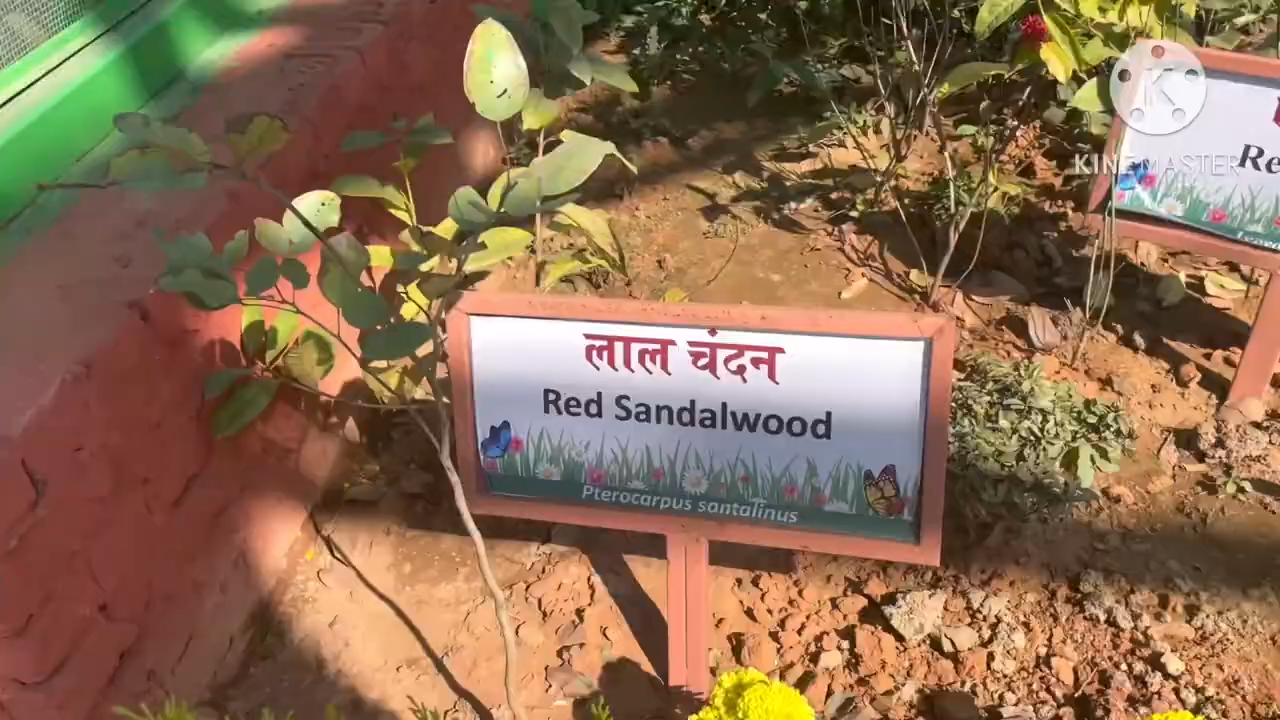 लाल चंदन
Red Sandalwood
Pterocarpus santalinus
KINEMASTER
Re